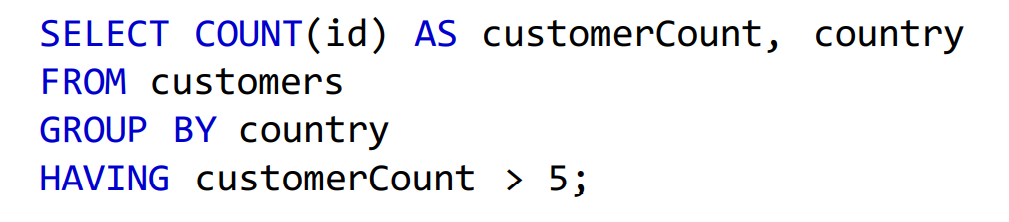 SELECT COUNT(id) AS customerCount, country
FROM customers
GROUP BY country
HAVING customerCount > 5;